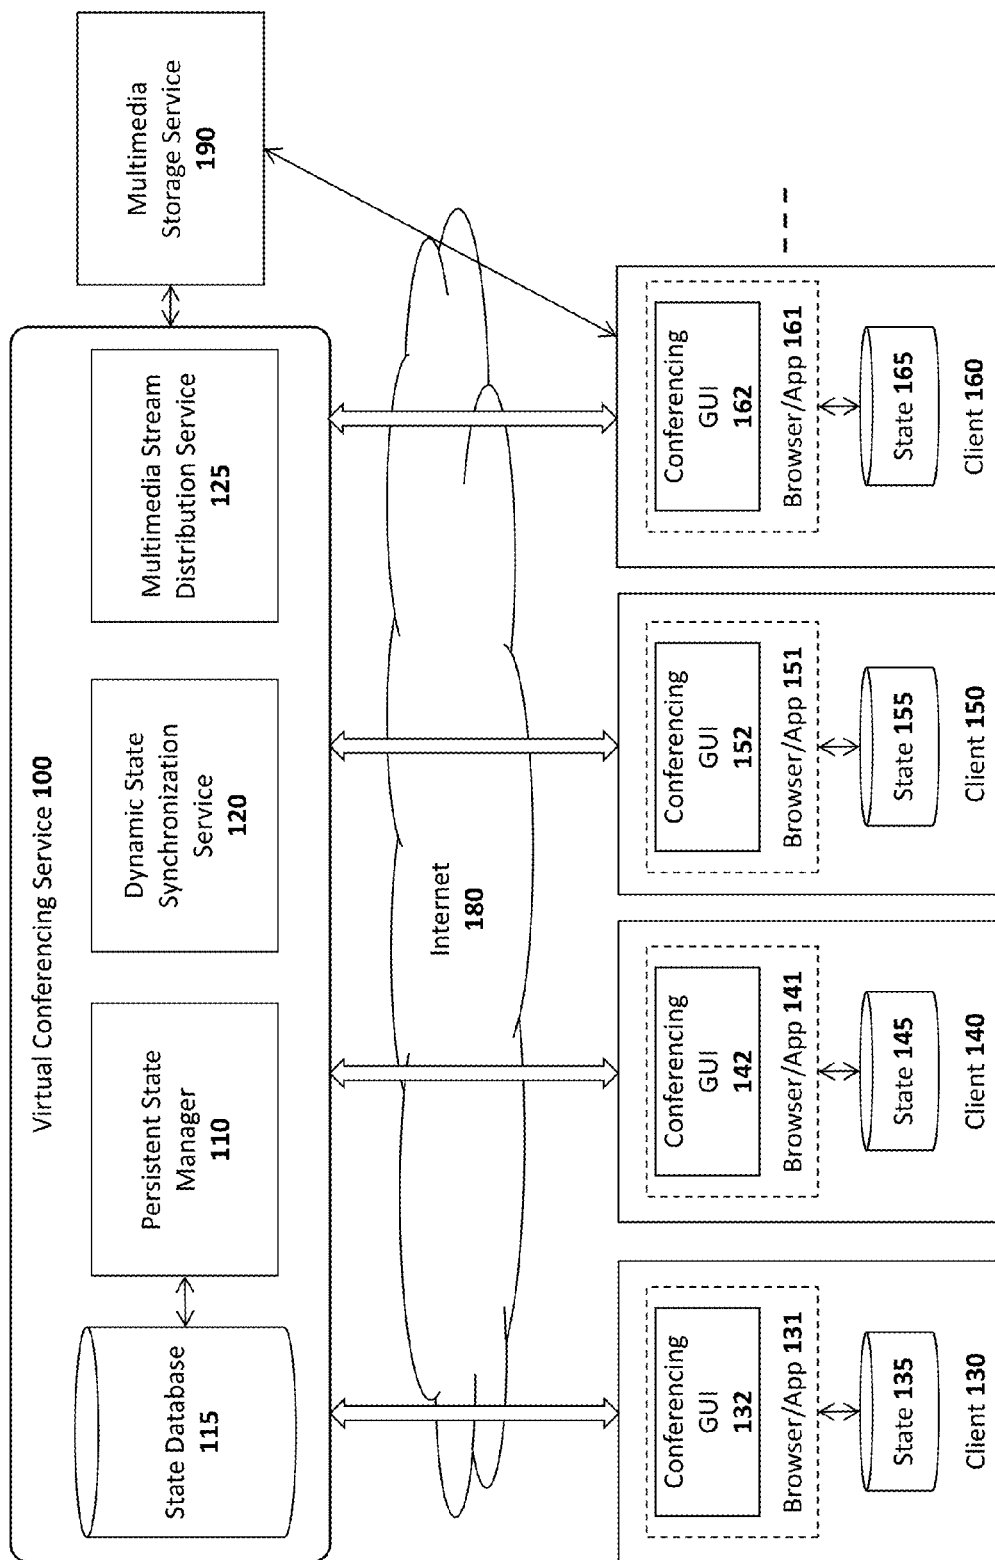 Virtual Conferencing Service 100
State Database
115
Persistent State
Manager
110
Dynamic State
Synchronization
Service
120
Multimedia Stream
Distribution Service
125
Multimedia
Storage Service
190
Internet
180
Conferencing
GUI
132
Browser/App 131
State 135
Client 130
Conferencing
GUI
142
Browser/App 141
State 145
Client 140
Conferencing
GUI
152
Browser/App 151
State 155
Client 150
Conferencing
GUI
162
Browser/App 161
State 165
Client 160